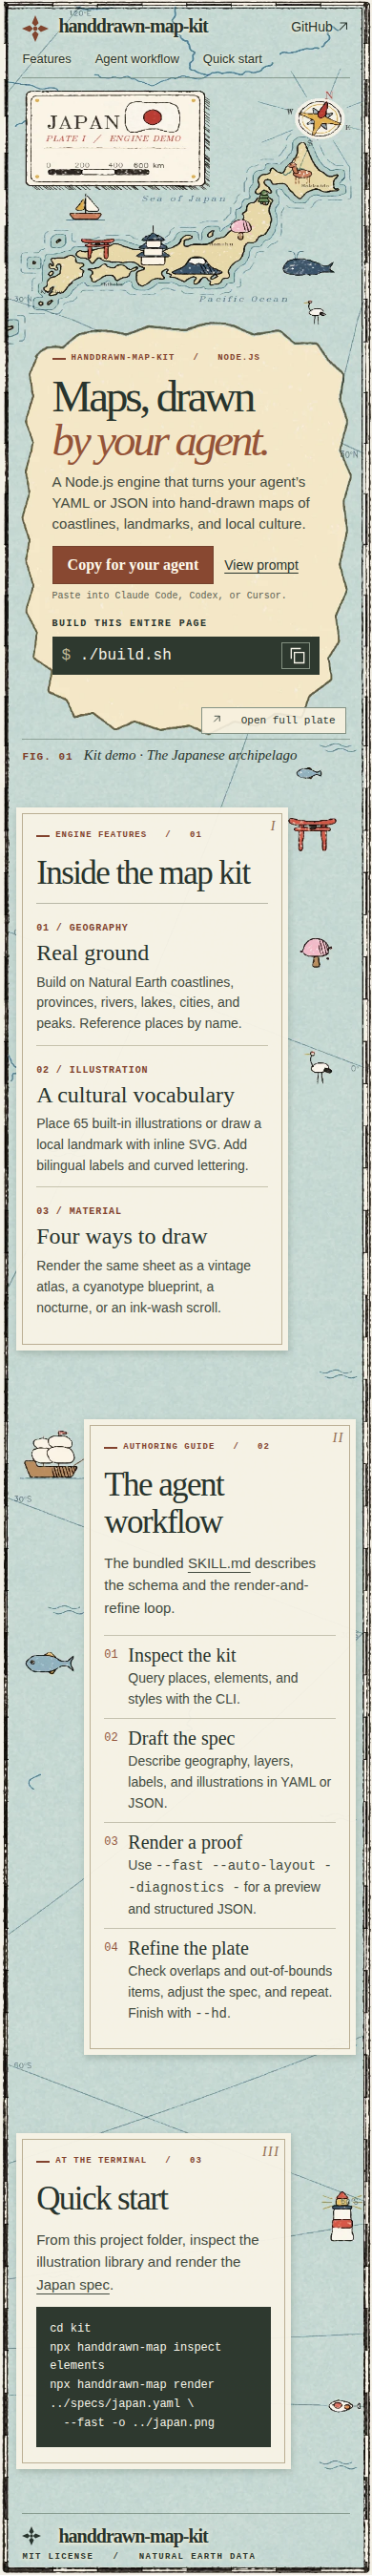 120°E
handdrawn-map-kit
GitHub
Features Agent workflow Quick start
JAPAN
PLATE I / ENGINE DEMO
0 200 400 600 km
N
W E
S
Sea of Japan
Pacific Ocean
30°N
HANDDRAWN-MAP-KIT / NODE.JS
Maps, drawn
by your agent.
A Node.js engine that turns your agent’s
YAML or JSON into hand-drawn maps of
coastlines, landmarks, and local culture.
Copy for your agent View prompt
Paste into Claude Code, Codex, or Cursor.
BUILD THIS ENTIRE PAGE
$ ./build.sh
Open full plate
FIG. 01 Kit demo · The Japanese archipelago
I
ENGINE FEATURES / 01
Inside the map kit
01 / GEOGRAPHY
Real ground
Build on Natural Earth coastlines,
provinces, rivers, lakes, cities, and
peaks. Reference places by name.
02 / ILLUSTRATION
A cultural vocabulary
Place 65 built-in illustrations or draw a
local landmark with inline SVG. Add
bilingual labels and curved lettering.
03 / MATERIAL
Four ways to draw
Render the same sheet as a vintage
atlas, a cyanotype blueprint, a
nocturne, or an ink-wash scroll.
II
AUTHORING GUIDE / 02
The agent
workflow
30°S
The bundled SKILL.md describes
the schema and the render-and-
refine loop.
01 Inspect the kit
Query places, elements, and
styles with the CLI.
02 Draft the spec
Describe geography, layers,
labels, and illustrations in YAML or
JSON.
03 Render a proof
Use --fast --auto-layout -
-diagnostics - for a preview
and structured JSON.
04 Refine the plate
Check overlaps and out-of-bounds
items, adjust the spec, and repeat.
Finish with --hd.
60°S
III
AT THE TERMINAL / 03
Quick start
From this project folder, inspect the
illustration library and render the
Japan spec.
cd kit
npx handdrawn-map inspect
elements
npx handdrawn-map render
../specs/japan.yaml \
--fast -o ../japan.png
handdrawn-map-kit
MIT LICENSE / NATURAL EARTH DATA